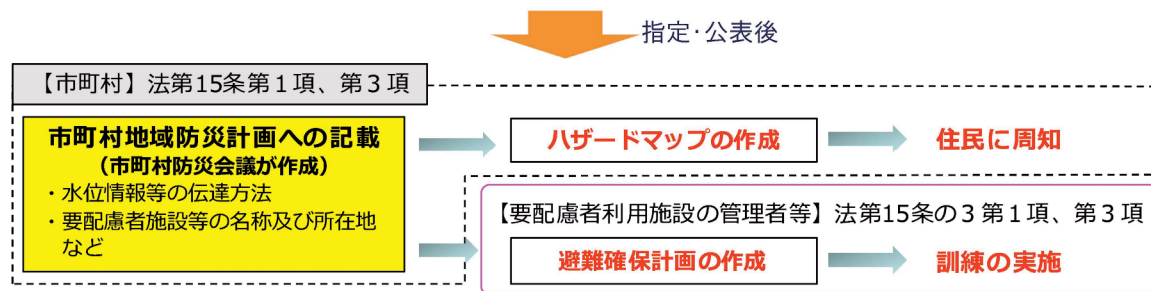 指定･公表後
【市町村】法第15条第１項、第３項
市町村地域防災計画への記載
（市町村防災会議が作成）
・水位情報等の伝達方法
・要配慮者施設等の名称及び所在地
など
ハザードマップの作成
住民に周知
【要配慮者利用施設の管理者等】法第15条の３第１項、第３項
避難確保計画の作成
訓練の実施